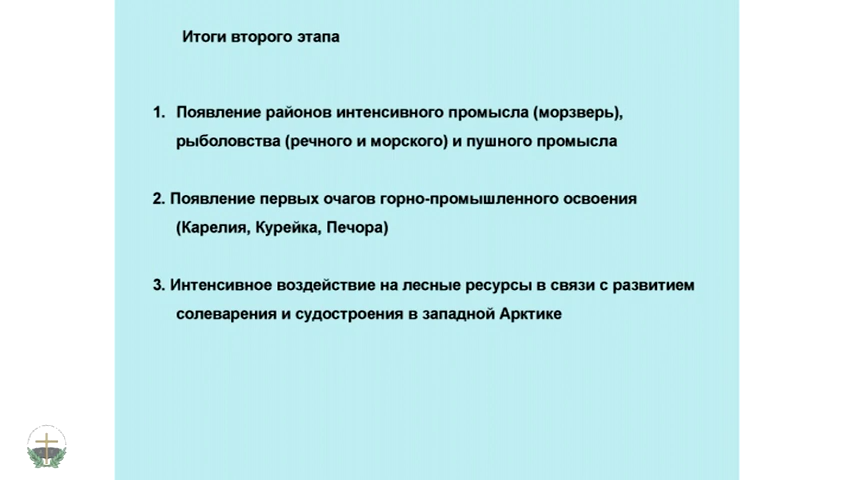 Итоги второго этапа
1. Появление районов интенсивного промысла (морзверь),
рыболовства (речного и морского) и пушного промысла
2. Появление первых очагов горно-промышленного освоения
(Карелия, Курейка, Печора)
3. Интенсивное воздействие на лесные ресурсы в связи с развитием
солеварения и судостроения в западной Арктике